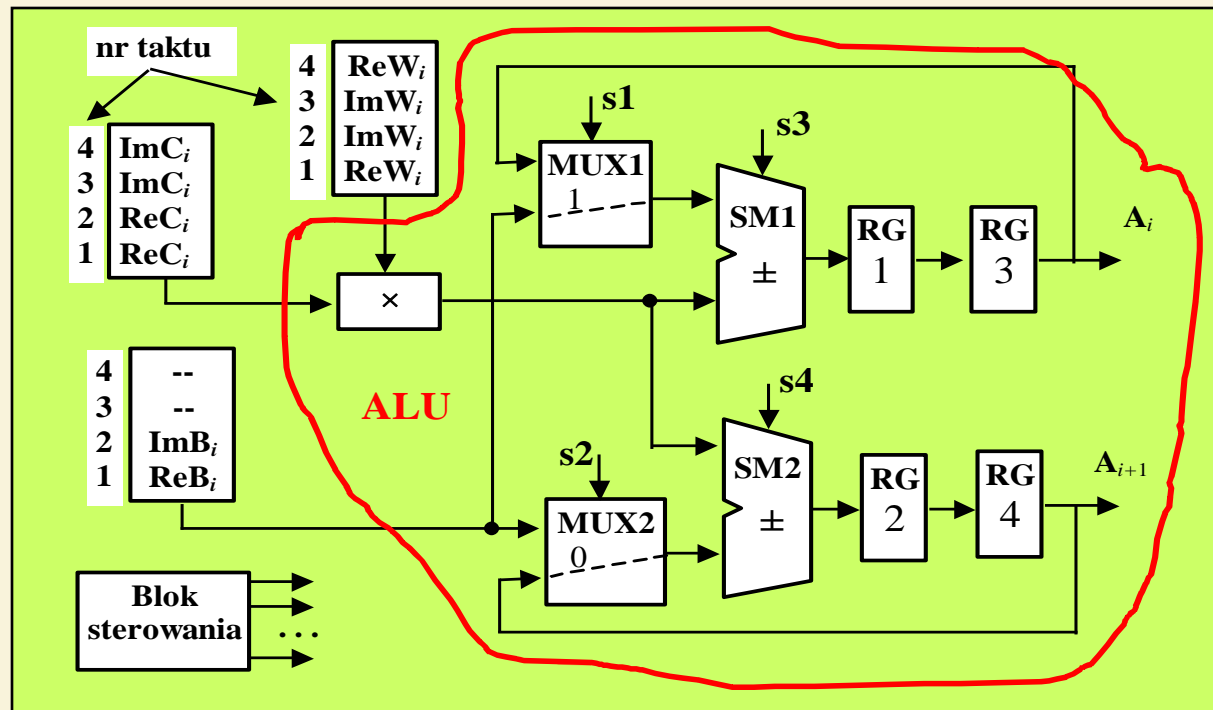 nr taktu
4 ReWi
3 ImWi
2 ImWi
1 ReWi
4 ImCi
3 ImCi
2 ReCi
1 ReCi
×
4 --
3 --
2 ImBi
1 ReBi
Blok
sterowania
...
ALU
s1
MUX1
1
s3
SM1
±
RG
1
RG
3
Ai
s2
MUX2
0
s4
SM2
±
RG
2
RG
4
Ai+1